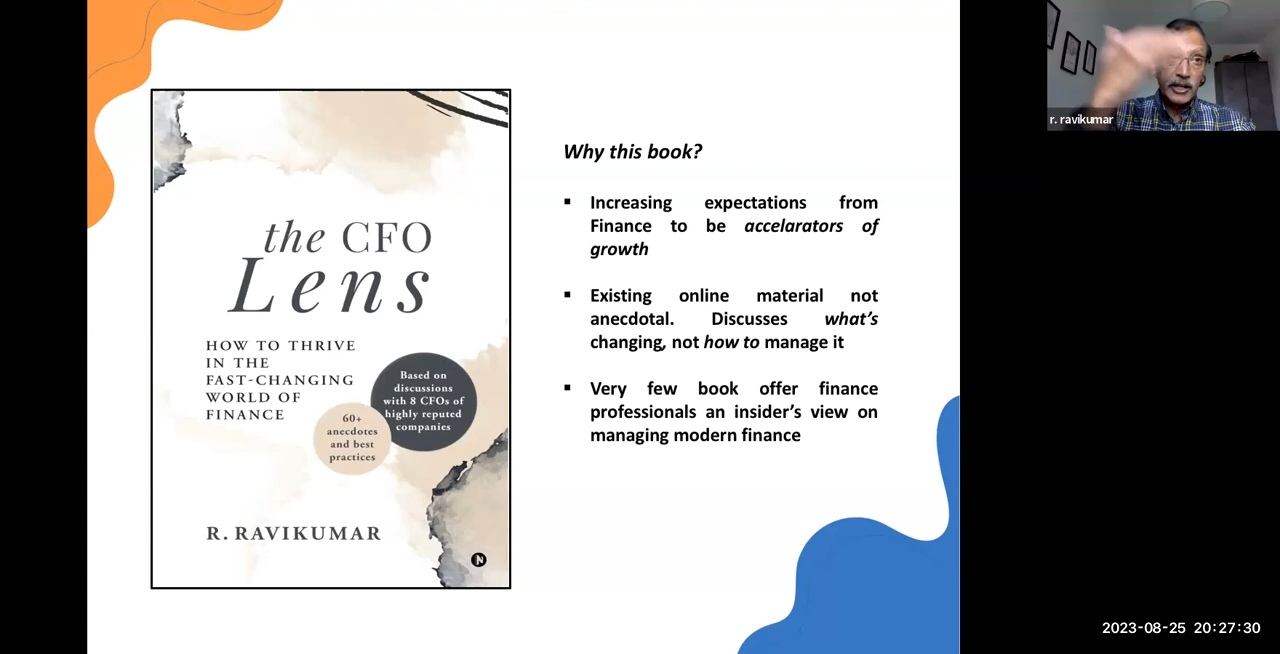 the CFO
Lens
HOW TO THRIVE
IN THE
FAST-CHANGING
WORLD OF
FINANCE
Based on
discussions
with 8 CFOs of
highly reputed
companies
60+
anecdotes
and best
practices
R. RAVIKUMAR
N
Why this book?
▪ Increasing expectations from
Finance to be accelarators of
growth
▪ Existing online material not
anecdotal. Discusses what's
changing, not how to manage it
▪ Very few book offer finance
professionals an insider's view on
managing modern finance
r. ravikumar
2023-08-25 20:27:30